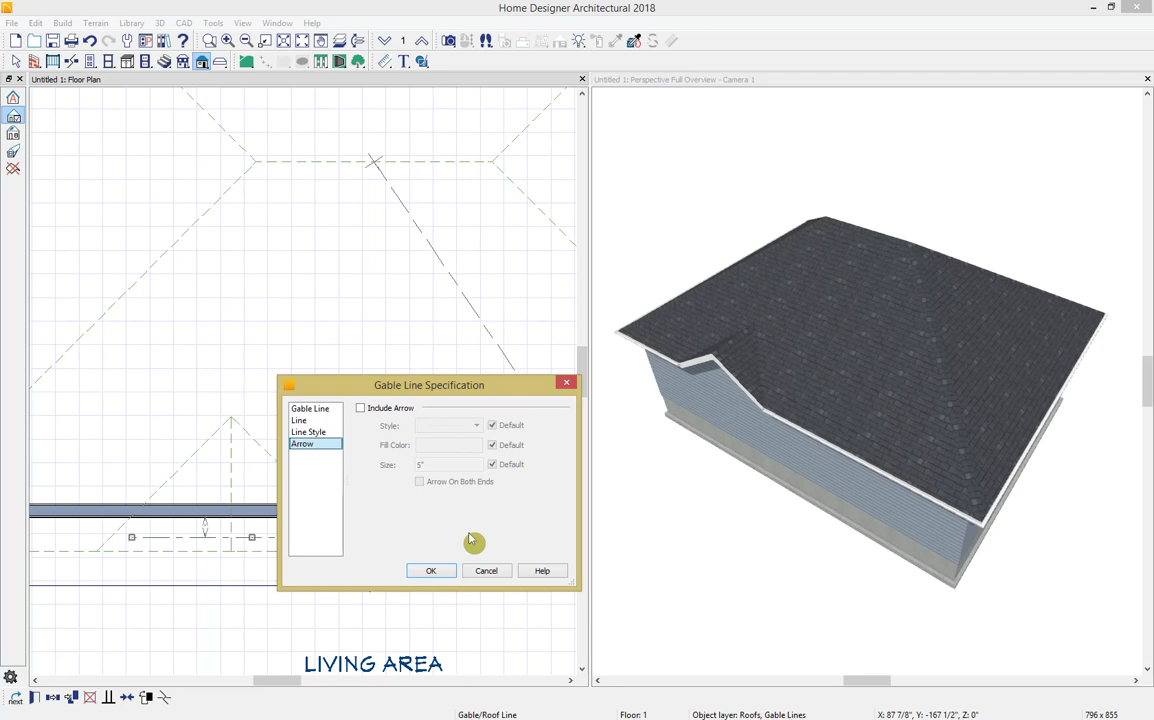 Home Designer Architectural 2018
File Edit Build Terrain Library 3D CAD Tools View Window Help
1
Untitled 1: Floor Plan
Untitled 1: Perspective Full Overview - Camera 1
Gable Line Specification
Gable Line
Line
Line Style
Arrow
Include Arrow
Style:
Default
Fill Color:
Default
Size:
5"
Default
Arrow On Both Ends
OK
Cancel
Help
LIVING AREA
next
Gable/Roof Line
Floor: 1
Object layer: Roofs, Gable Lines
X: 87 7/8", Y: -167 1/2", Z: 0"
796 x 855